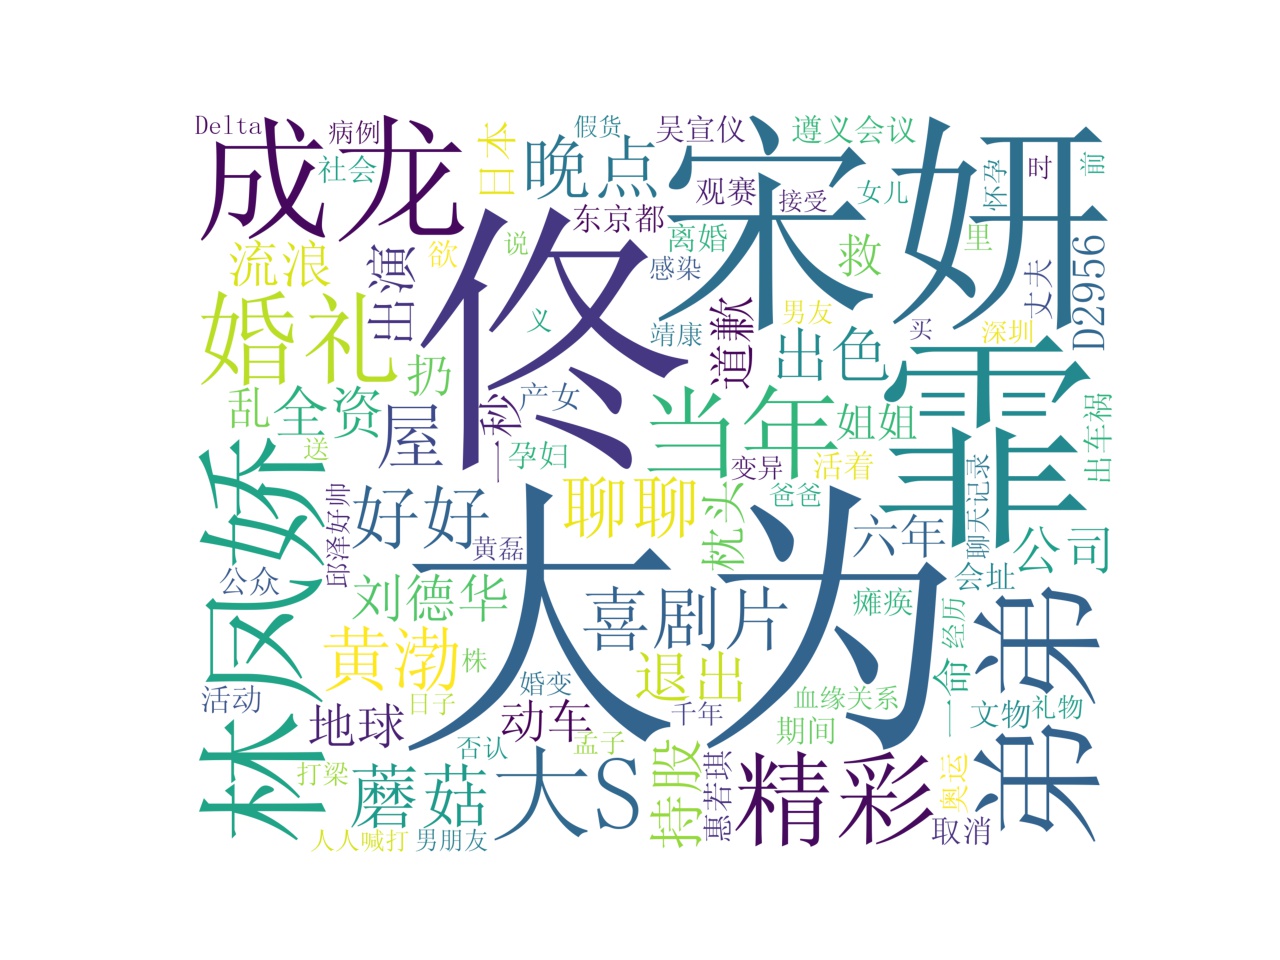 Delta
成龙
病例
社会
日本
晚点
假货
吴宣仪
宋妍
遵义会议
观赛
接受
女儿
怀孕
时
前
流浪
出演
欲
说
佟
东京都
离婚
感染
救
里
丈夫
D2956
婚礼
扔
义
靖康
道歉
男友
出色
买
深圳
霏
乱
全资
屋
一秒
产女
当年
姐姐
出车祸
送
孕妇
变异
活着
林凤妖
邱泽好帅
好好
聊聊
黄磊
枕头
爸爸
六年
聊天记录
公司
公众
刘德华
大为
喜剧片
瘫痪
会址
经历
弟弟
黄渤
株
婚变
退出
血缘关系
一命
活动
地球
日子
动车
千年
期间
文物
礼物
否认
孟子
打梁
蘑菇
大S
持股
惠若琪
精彩
奥运
取消
人人喊打
男朋友